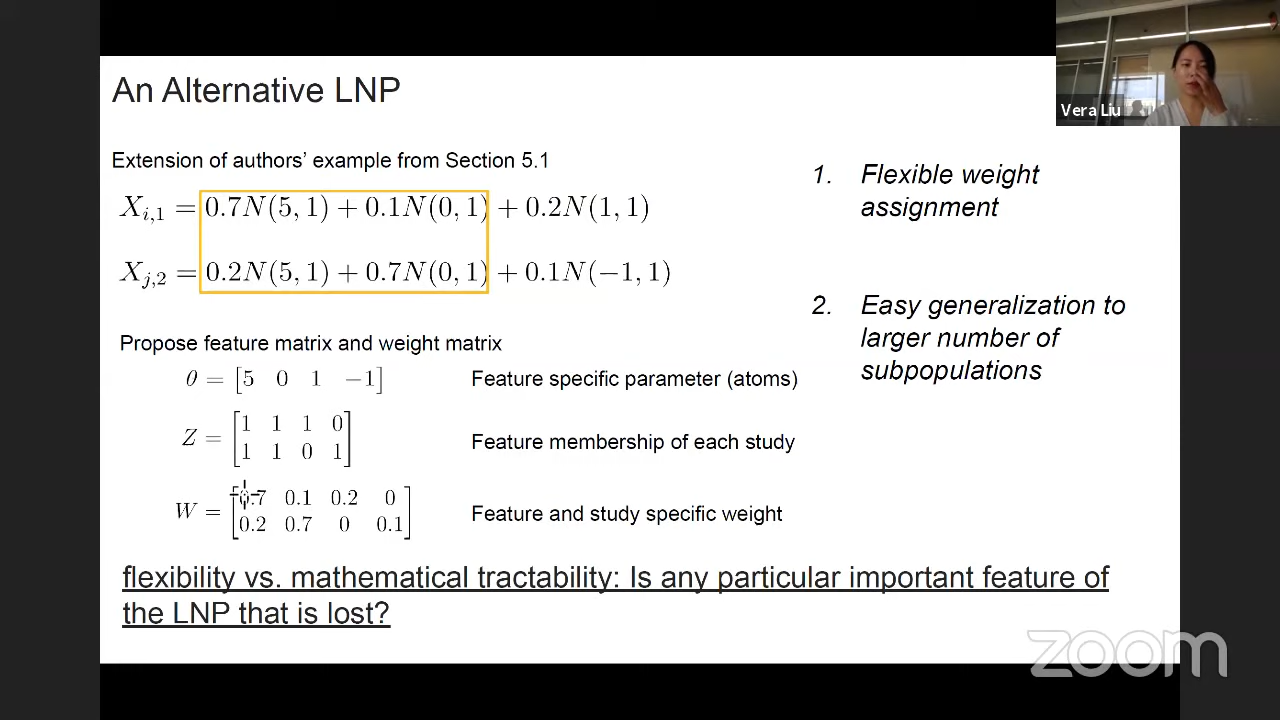 An Alternative LNP
Vera Liu
Extension of authors' example from Section 5.1
X_{i,1} = 0.7N(5, 1) + 0.1N(0, 1) + 0.2N(1, 1)
X_{j,2} = 0.2N(5, 1) + 0.7N(0, 1) + 0.1N(−1, 1)
1. Flexible weight
assignment
2. Easy generalization to
larger number of
subpopulations
Propose feature matrix and weight matrix
θ = [5 0 1 −1] Feature specific parameter (atoms)
Z = [1 1 1 0
1 1 0 1] Feature membership of each study
W = [0.7 0.1 0.2 0
0.2 0.7 0 0.1] Feature and study specific weight
flexibility vs. mathematical tractability: Is any particular important feature of
the LNP that is lost?
zoom